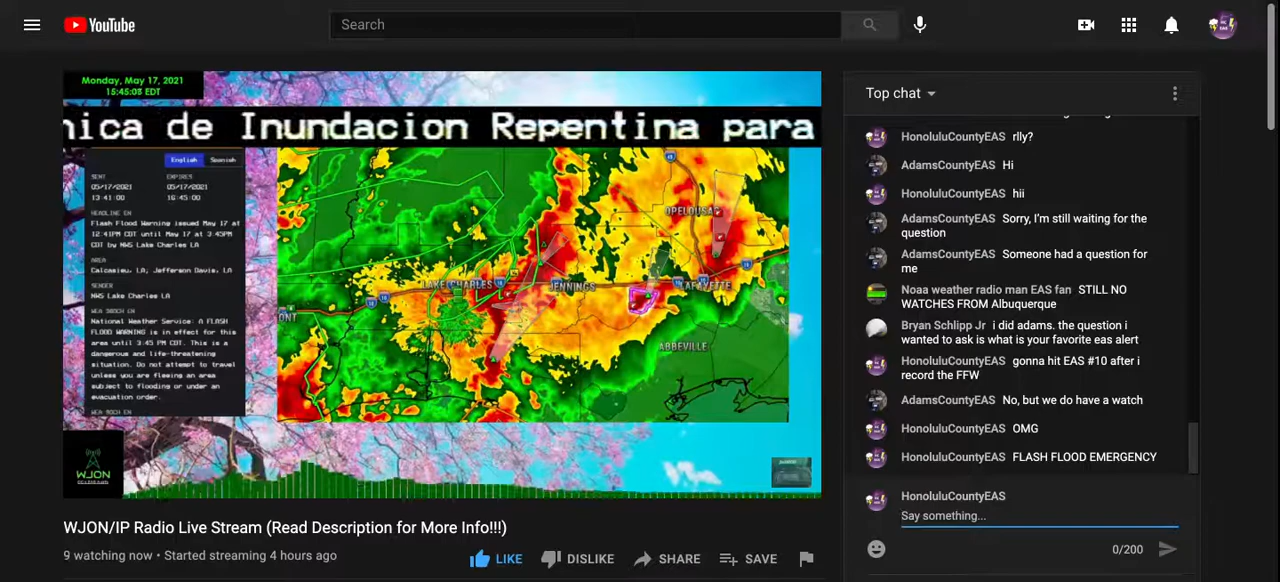 YouTube
Search
Monday, May 17, 2021
15:45:03 EDT
nica de Inundacion Repentina para
English Spanish
SENT EXPIRES
05/17/2021 05/17/2021
13:41:00 16:45:00
HEADLINE EN
Flash Flood Warning issued May 17 at
12:41PM CDT until May 17 at 3:45PM
CDT by NWS Lake Charles LA
AREA
Calcasieu, LA; Jefferson Davis, LA
SENDER
NWS Lake Charles LA
WEA 360CH EN
National Weather Service: A FLASH
FLOOD WARNING is in effect for this
area until 3:45 PM CDT. This is a
dangerous and life-threatening
situation. Do not attempt to travel
unless you are fleeing an area
subject to flooding or under an
evacuation order.
WEA 90CH EN
OPELOUSAS
LAKE CHARLES
JENNINGS
LAFAYETTE
ONT
ABBEVILLE
WJON
WJON/IP Radio Live Stream (Read Description for More Info!!!)
9 watching now • Started streaming 4 hours ago
LIKE DISLIKE SHARE SAVE
Top chat
HonoluluCountyEAS rlly?
AdamsCountyEAS Hi
HonoluluCountyEAS hii
AdamsCountyEAS Sorry, I'm still waiting for the
question
AdamsCountyEAS Someone had a question for
me
Noaa weather radio man EAS fan STILL NO
WATCHES FROM Albuquerque
Bryan Schlipp Jr i did adams. the question i
wanted to ask is what is your favorite eas alert
HonoluluCountyEAS gonna hit EAS #10 after i
record the FFW
AdamsCountyEAS No, but we do have a watch
HonoluluCountyEAS OMG
HonoluluCountyEAS FLASH FLOOD EMERGENCY
HonoluluCountyEAS
Say something...
0/200